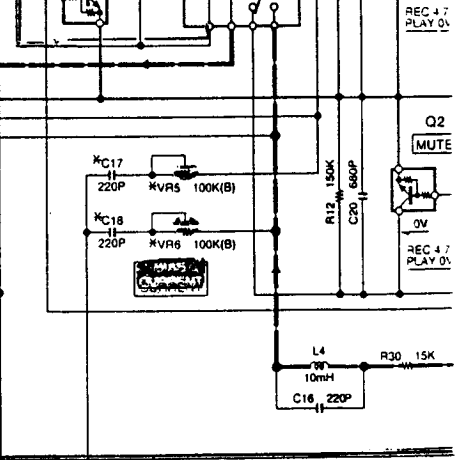 REC 4.7
PLAY 0V
Q2
MUTE
*C17
220P
*VR5 100K(B)
R12 150K
C20 680P
*C18
220P
*VR6 100K(B)
0V
REC 4.7
PLAY 0V
L4
10mH
R30 15K
C16 220P